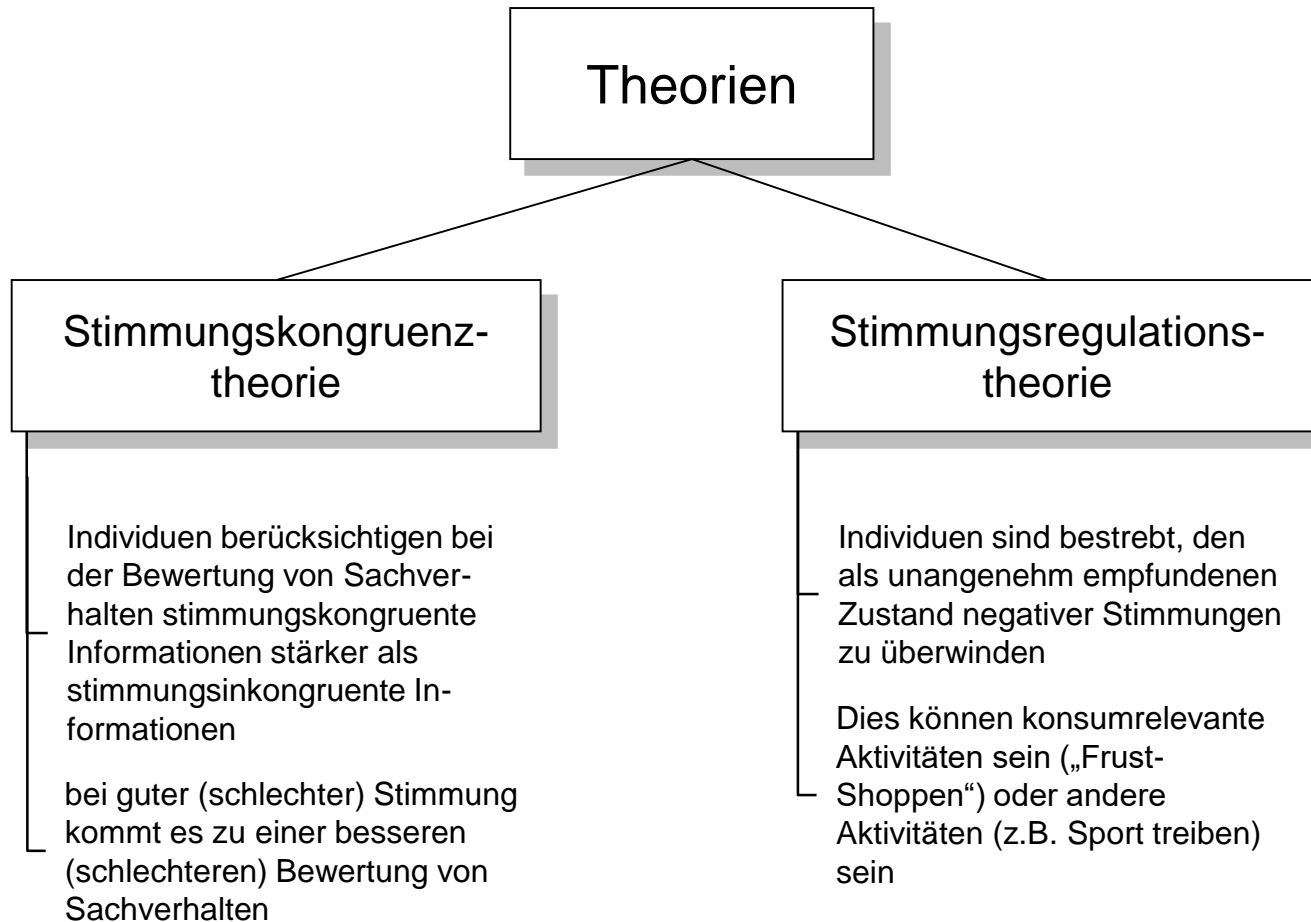 Theorien
Stimmungskongruenz-
theorie
Individuen berücksichtigen bei
der Bewertung von Sachver-
halten stimmungskongruente
Informationen stärker als
stimmungsinkongruente In-
formationen
bei guter (schlechter) Stimmung
kommt es zu einer besseren
(schlechteren) Bewertung von
Sachverhalten
Stimmungsregulations-
theorie
Individuen sind bestrebt, den
als unangenehm empfundenen
Zustand negativer Stimmungen
zu überwinden
Dies können konsumrelevante
Aktivitäten sein („Frust-
Shoppen“) oder andere
Aktivitäten (z.B. Sport treiben)
sein